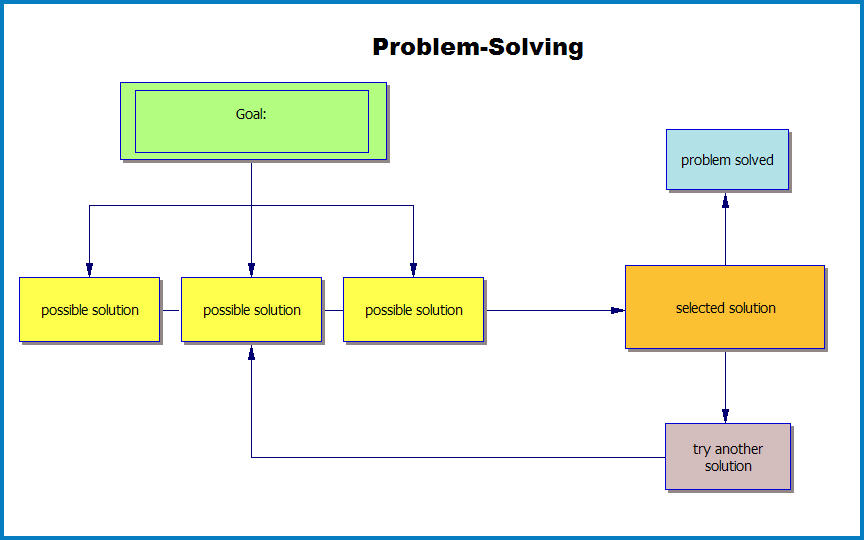 Problem-Solving
Goal:
problem solved
possible solution
possible solution
possible solution
selected solution
try another
solution